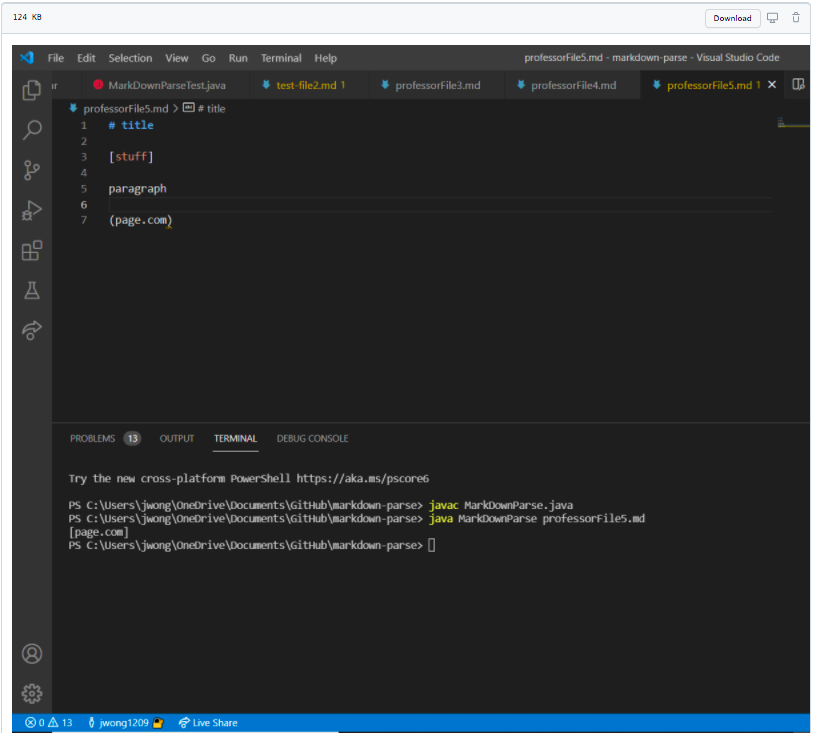 124 KB
Download
File Edit Selection View Go Run Terminal Help professorFile5.md - markdown-parse - Visual Studio Code
ır MarkDownParseTest.java test-file2.md 1 professorFile3.md professorFile4.md professorFile5.md 1
professorFile5.md > # title
1 # title
2
3 [stuff]
4
5 paragraph
6
7 (page.com)
PROBLEMS 13 OUTPUT TERMINAL DEBUG CONSOLE
Try the new cross-platform PowerShell https://aka.ms/pscore6
PS C:\Users\jwong\OneDrive\Documents\GitHub\markdown-parse> javac MarkDownParse.java
PS C:\Users\jwong\OneDrive\Documents\GitHub\markdown-parse> java MarkDownParse professorFile5.md
[page.com]
PS C:\Users\jwong\OneDrive\Documents\GitHub\markdown-parse>
0 13 jwong1209 Live Share